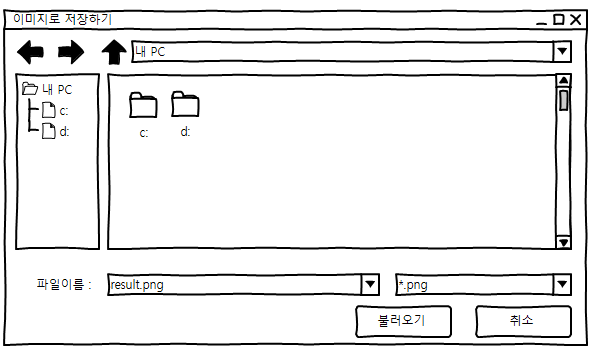 이미지로 저장하기
내 PC
내 PC
c:
d:
c:
d:
파일이름 :
result.png
*.png
불러오기
취소